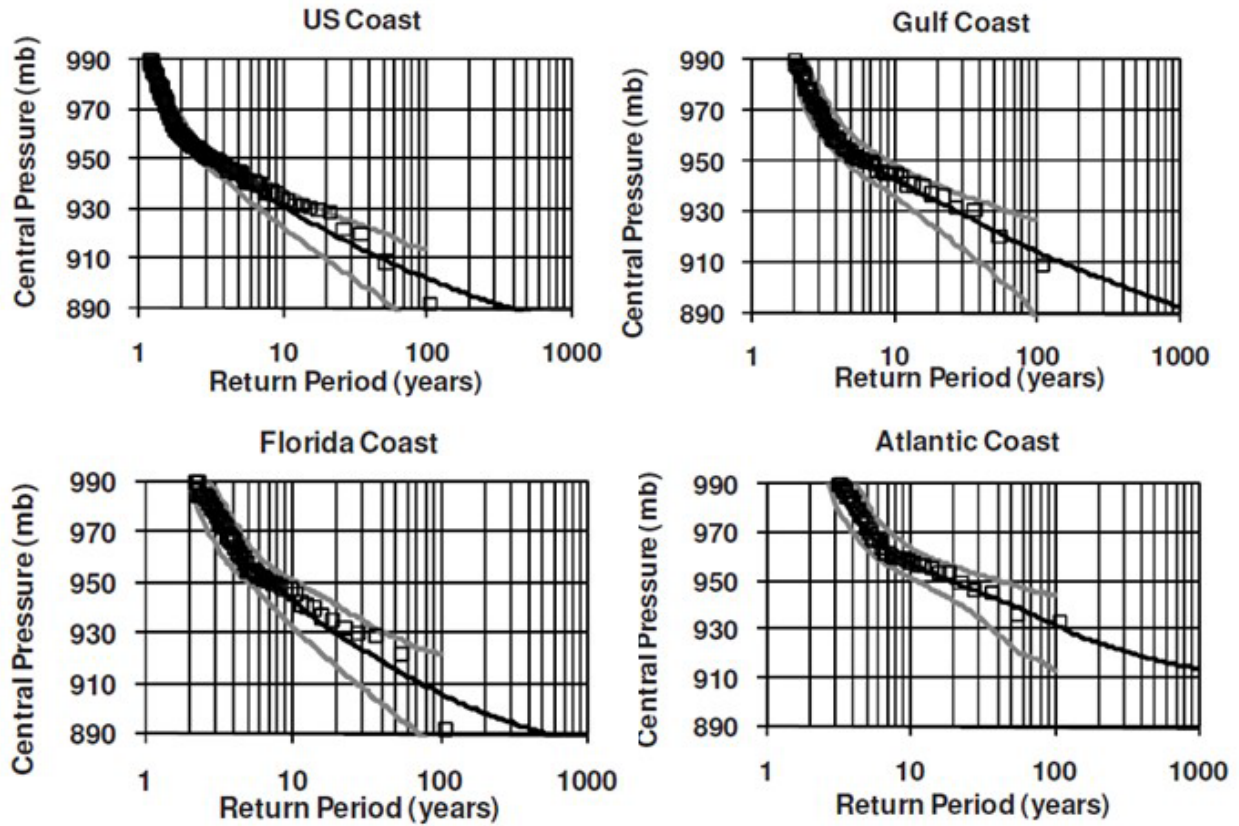 US Coast
Central Pressure (mb)
990
970
950
930
910
890
1 10 100 1000
Return Period (years)
Gulf Coast
Central Pressure (mb)
990
970
950
930
910
890
1 10 100 1000
Return Period (years)
Florida Coast
Central Pressure (mb)
990
970
950
930
910
890
1 10 100 1000
Return Period (years)
Atlantic Coast
Central Pressure (mb)
990
970
950
930
910
890
1 10 100 1000
Return Period (years)